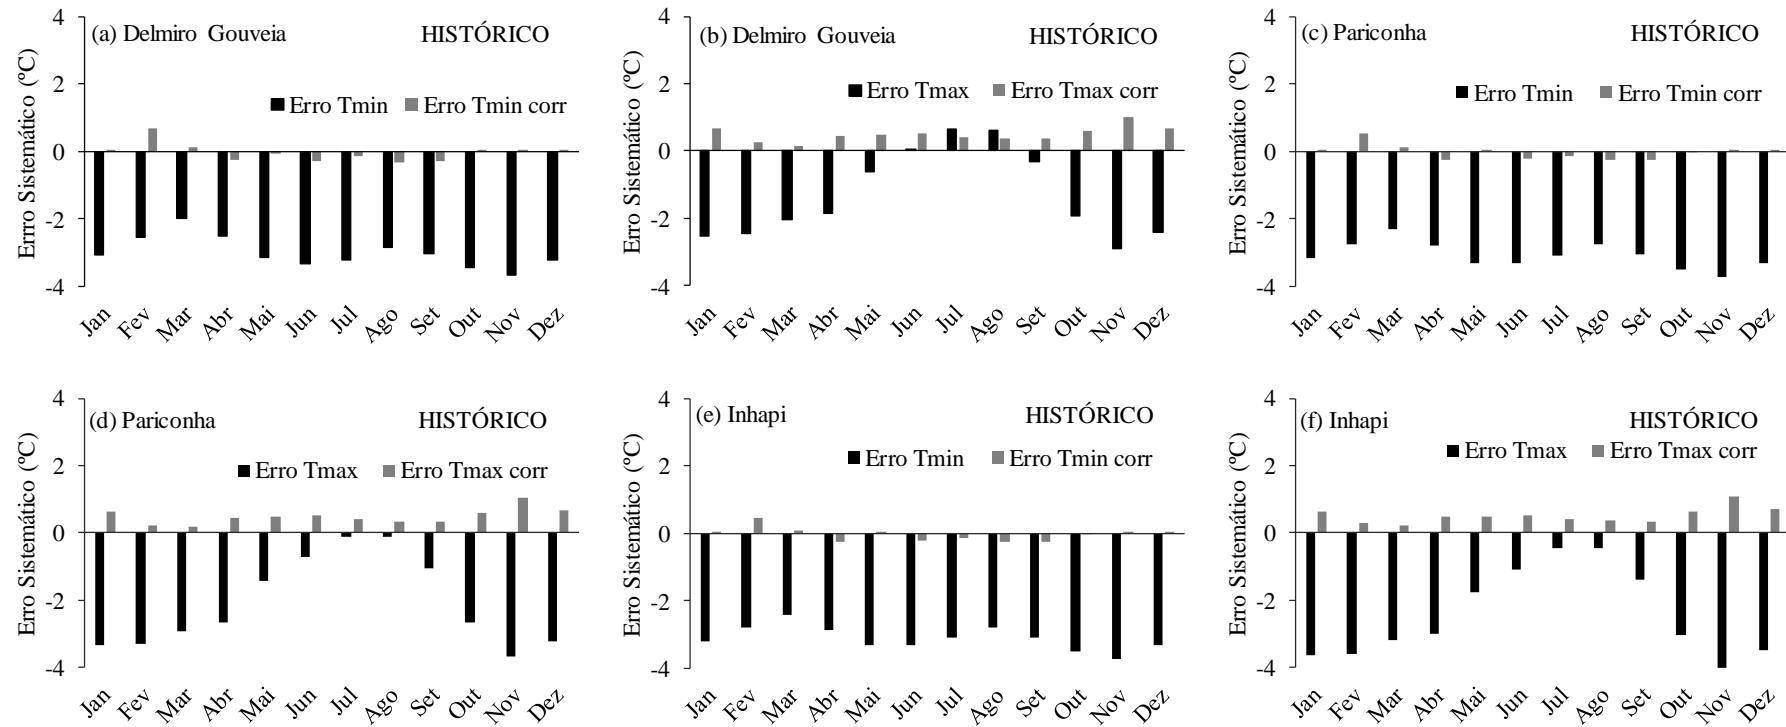 (a) Delmiro Gouveia HISTÓRICO
Erro Tmin Erro Tmin corr
Erro Sistemático (ºC)
4
2
0
-2
-4
Jan Fev Mar Abr Mai Jun Jul Ago Set Out Nov Dez
(b) Delmiro Gouveia HISTÓRICO
Erro Tmax Erro Tmax corr
Erro Sistemático (ºC)
4
2
0
-2
-4
Jan Fev Mar Abr Mai Jun Jul Ago Set Out Nov Dez
(c) Pariconha HISTÓRICO
Erro Tmin Erro Tmin corr
Erro Sistemático (ºC)
4
2
0
-2
-4
Jan Fev Mar Abr Mai Jun Jul Ago Set Out Nov Dez
(d) Pariconha HISTÓRICO
Erro Tmax Erro Tmax corr
Erro Sistemático (ºC)
4
2
0
-2
-4
Jan Fev Mar Abr Mai Jun Jul Ago Set Out Nov Dez
(e) Inhapi HISTÓRICO
Erro Tmin Erro Tmin corr
Erro Sistemático (ºC)
4
2
0
-2
-4
Jan Fev Mar Abr Mai Jun Jul Ago Set Out Nov Dez
(f) Inhapi HISTÓRICO
Erro Tmax Erro Tmax corr
Erro Sistemático (ºC)
4
2
0
-2
-4
Jan Fev Mar Abr Mai Jun Jul Ago Set Out Nov Dez